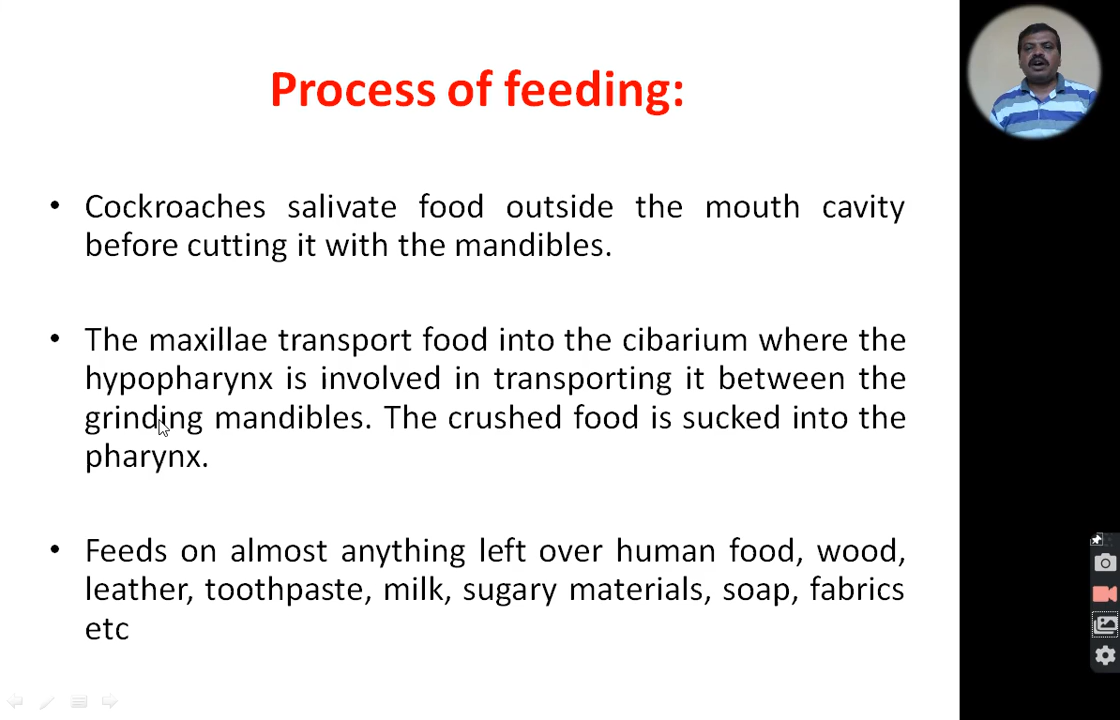 Process of feeding:
• Cockroaches salivate food outside the mouth cavity
before cutting it with the mandibles.
• The maxillae transport food into the cibarium where the
hypopharynx is involved in transporting it between the
grinding mandibles. The crushed food is sucked into the
pharynx.
• Feeds on almost anything left over human food, wood,
leather, toothpaste, milk, sugary materials, soap, fabrics
etc